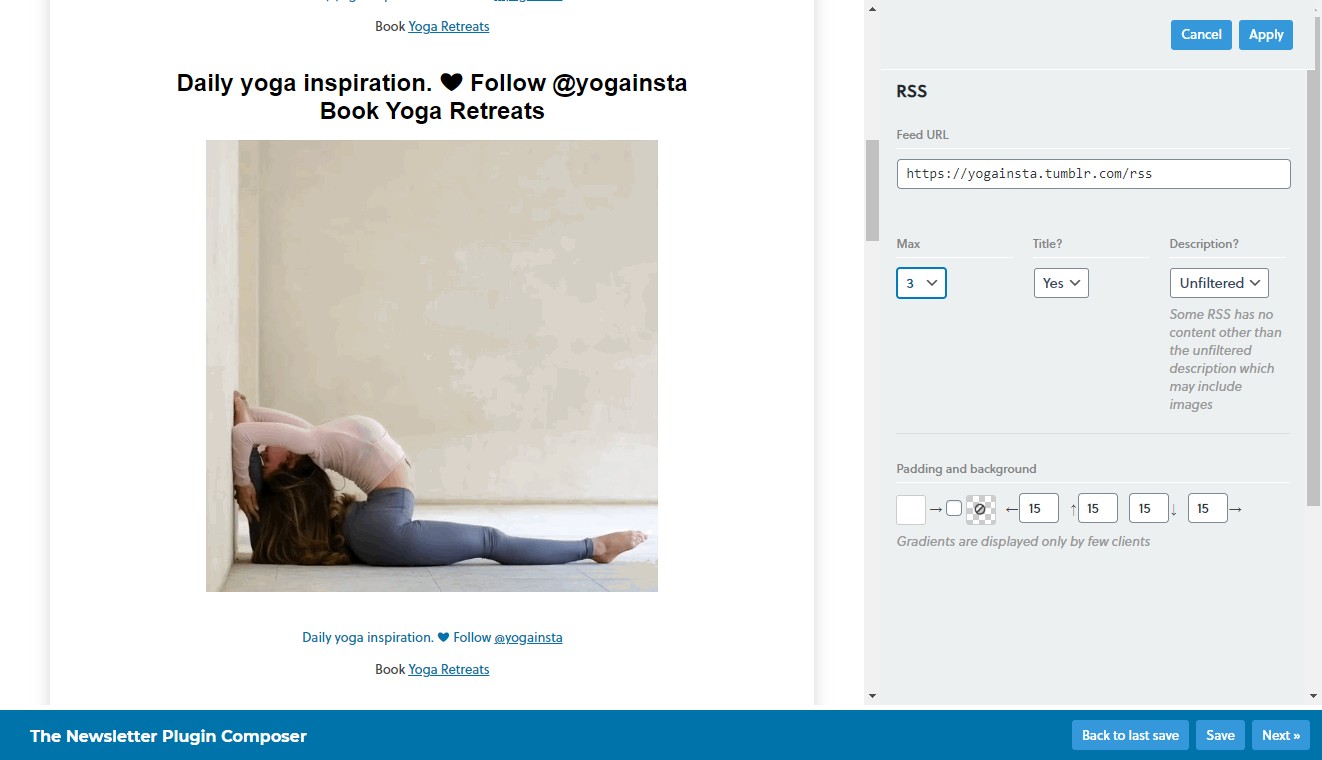 Book Yoga Retreats
Daily yoga inspiration. ♥ Follow @yogainsta
Book Yoga Retreats
Daily yoga inspiration. ♥ Follow @yogainsta
Book Yoga Retreats
Cancel
Apply
RSS
Feed URL
https://yogainsta.tumblr.com/rss
Max
Title?
Description?
3
Yes
Unfiltered
Some RSS has no
content other than
the unfiltered
description which
may include
images
Padding and background
→ ← 15 ↑ 15 15 ↓ 15 →
Gradients are displayed only by few clients
The Newsletter Plugin Composer
Back to last save
Save
Next »